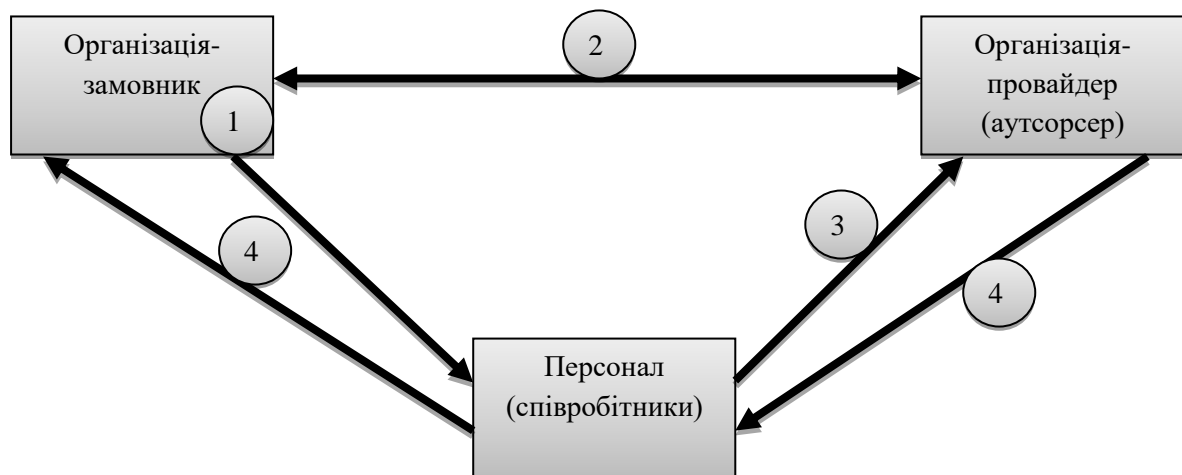 Організація-
замовник
2
Організація-
провайдер
(аутсорсер)
1
4
3
4
Персонал
(співробітники)